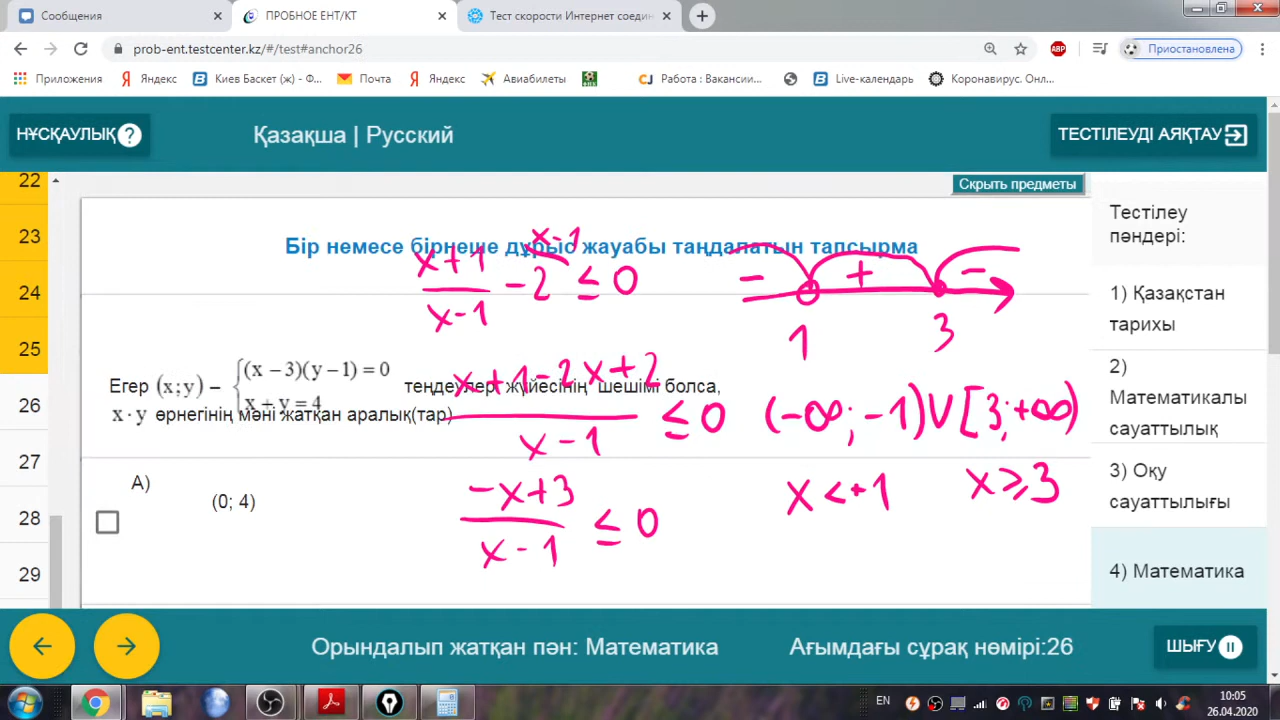 Сообщения
ПРОБНОЕ ЕНТ/КТ
Тест скорости Интернет соедин
prob-ent.testcenter.kz/#/test#anchor26
ABP
Приостановлена
Приложения Яндекс Киев Баскет (ж) - Ф... Почта Яндекс Авиабилеты Работа : Вакансии... Live-календарь Коронавирус. Онл...
НҰСҚАУЛЫҚ
Қазақша | Русский
ТЕСТІЛЕУДІ АЯҚТАУ
Скрыть предметы
22
23
24
25
26
27
28
29
Бір немесе бірнеше дұрыс жауабы таңдалатын тапсырма
x-1
x+1
/ x-1 - 2 ≤ 0
- + -
1 3
Егер (x;y) – { (x – 3)(y – 1) = 0
x + y = 4
теңдеулер жүйесінің шешімі болса,
x · y өрнегінің мәні жатқан аралық(тар)
x+1-2x+2
/ x-1 ≤ 0
(-∞; -1)∨[3;+∞)
-x+3
/ x-1 ≤ 0
x<+1 x≥3
A)
(0; 4)
Тестілеу
пәндері:
1) Қазақстан
тарихы
2)
Математикалы
сауаттылық
3) Оқу
сауаттылығы
4) Математика
Орындалып жатқан пән: Математика
Ағымдағы сұрақ нөмірі:26
ШЫҒУ
EN
10:05
26.04.2020